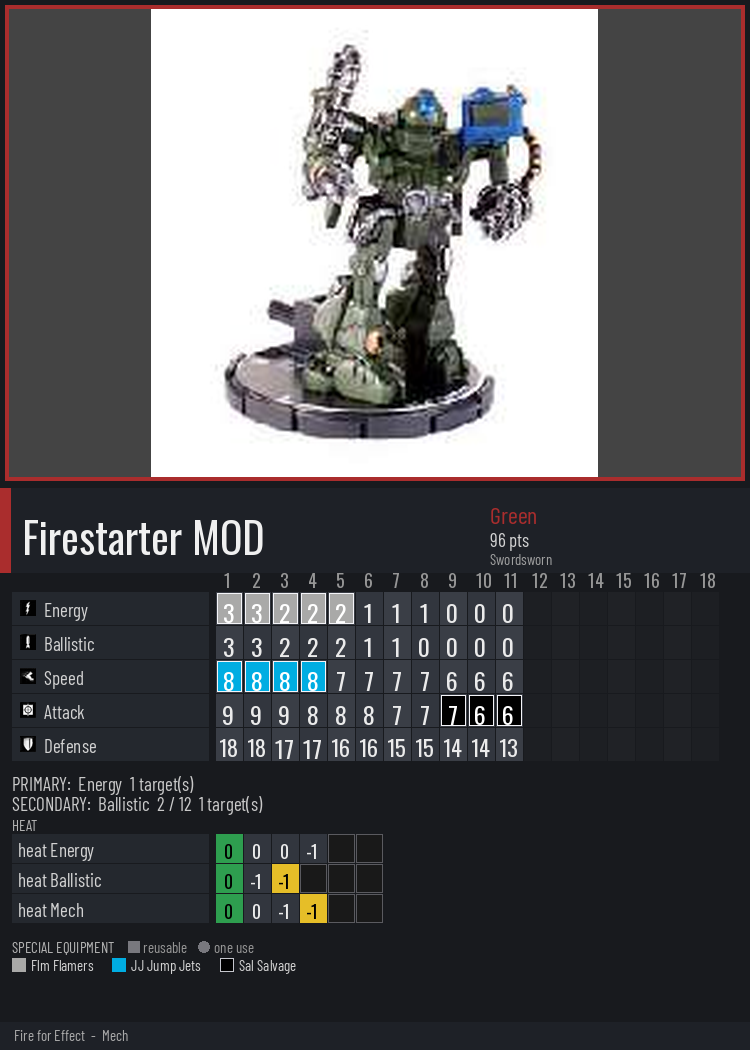 Firestarter MOD
Green
96 pts
Swordsworn
1 2 3 4 5 6 7 8 9 10 11 12 13 14 15 16 17 18
Energy 3 3 2 2 2 1 1 1 0 0 0
Ballistic 3 3 2 2 2 1 1 0 0 0 0
Speed 8 8 8 8 7 7 7 7 6 6 6
Attack 9 9 9 8 8 8 7 7 7 6 6
Defense 18 18 17 17 16 16 15 15 14 14 13
PRIMARY: Energy 1 target(s)
SECONDARY: Ballistic 2 / 12 1 target(s)
HEAT
heat Energy 0 0 0 -1
heat Ballistic 0 -1 -1
heat Mech 0 0 -1 -1
SPECIAL EQUIPMENT reusable one use
Flm Flamers JJ Jump Jets Sal Salvage
Fire for Effect - Mech